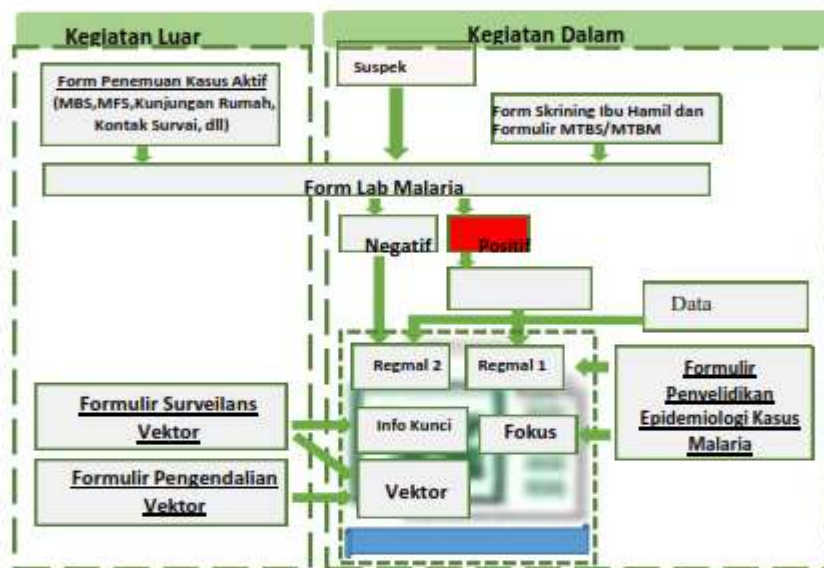 Kegiatan Luar
Kegiatan Dalam
Form Penemuan Kasus Aktif
(MBS,MFS,Kunjungan Rumah,
Kontak Survai, dll)
Suspek
Form Skrining Ibu Hamil dan
Formulir MTBS/MTBM
Form Lab Malaria
Negatif
Positif
Data
Regmal 2
Regmal 1
Formulir
Penyelidikan
Epidemiologi Kasus
Malaria
Formulir Surveilans
Vektor
Info Kunci
Fokus
Formulir Pengendalian
Vektor
Vektor